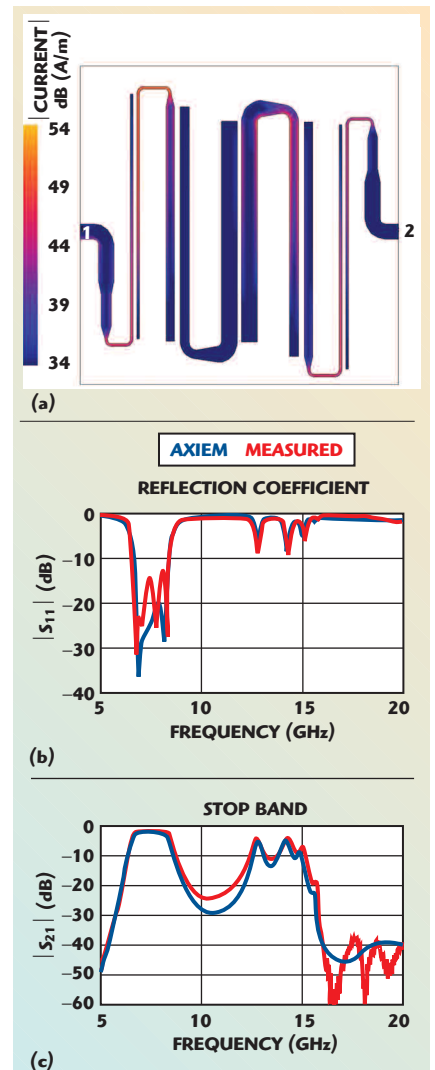 |CURRENT|
dB (A/m)
54
49
44
39
34
1
2
(a)
AXIEM MEASURED
REFLECTION COEFFICIENT
|S11| (dB)
0
–10
–20
–30
–40
5 10 15 20
FREQUENCY (GHz)
(b)
STOP BAND
|S21| (dB)
0
–10
–20
–30
–40
–50
–60
5 10 15 20
FREQUENCY (GHz)
(c)